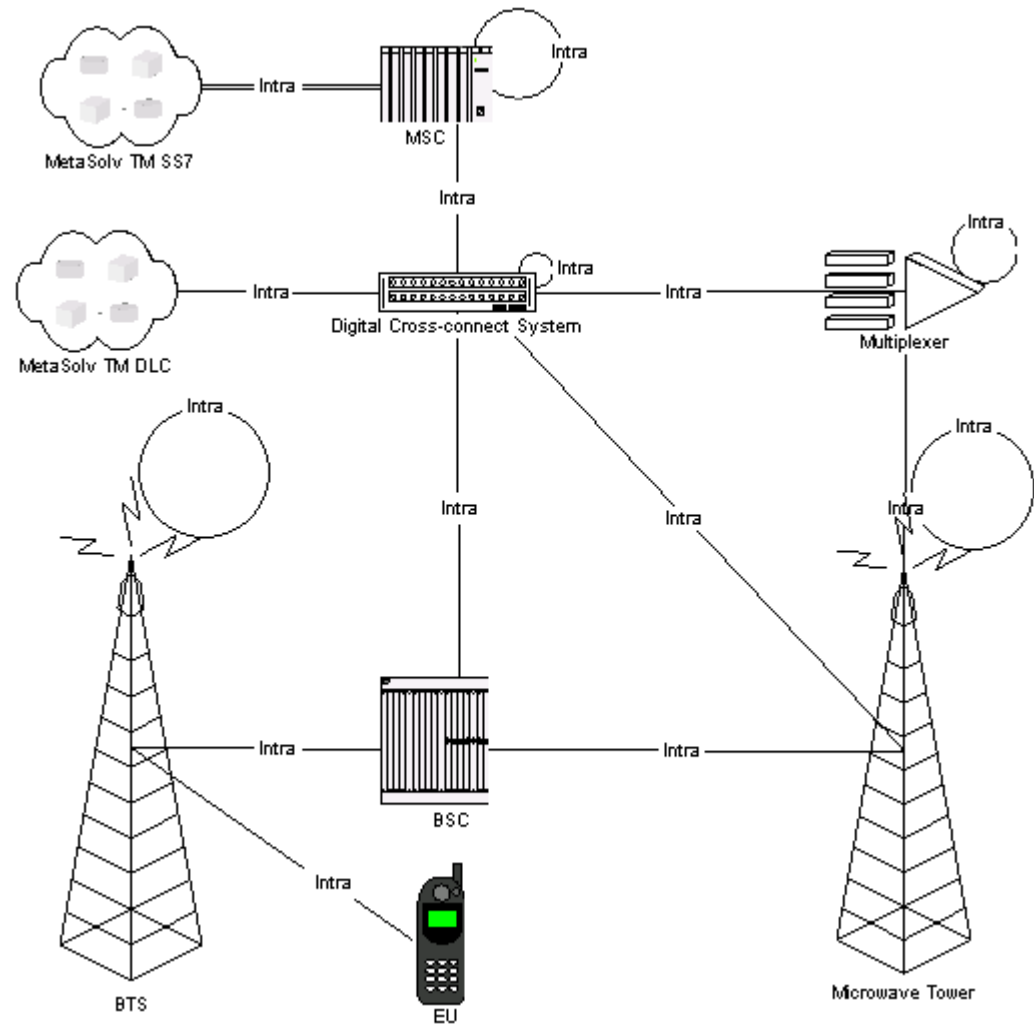 Intra
Intra
MSC
MetaSolv TM SS7
Intra
Intra
Intra
Intra
Intra
Digital Cross-connect System
Multiplexer
MetaSolv TM DLC
Intra
Intra
Intra
Intra
Intra
Intra
Intra
BSC
Intra
Microwave Tower
BTS
EU